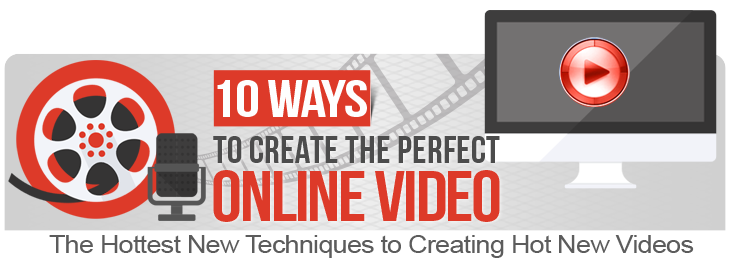 10 WAYS
TO CREATE THE PERFECT
ONLINE VIDEO
The Hottest New Techniques to Creating Hot New Videos